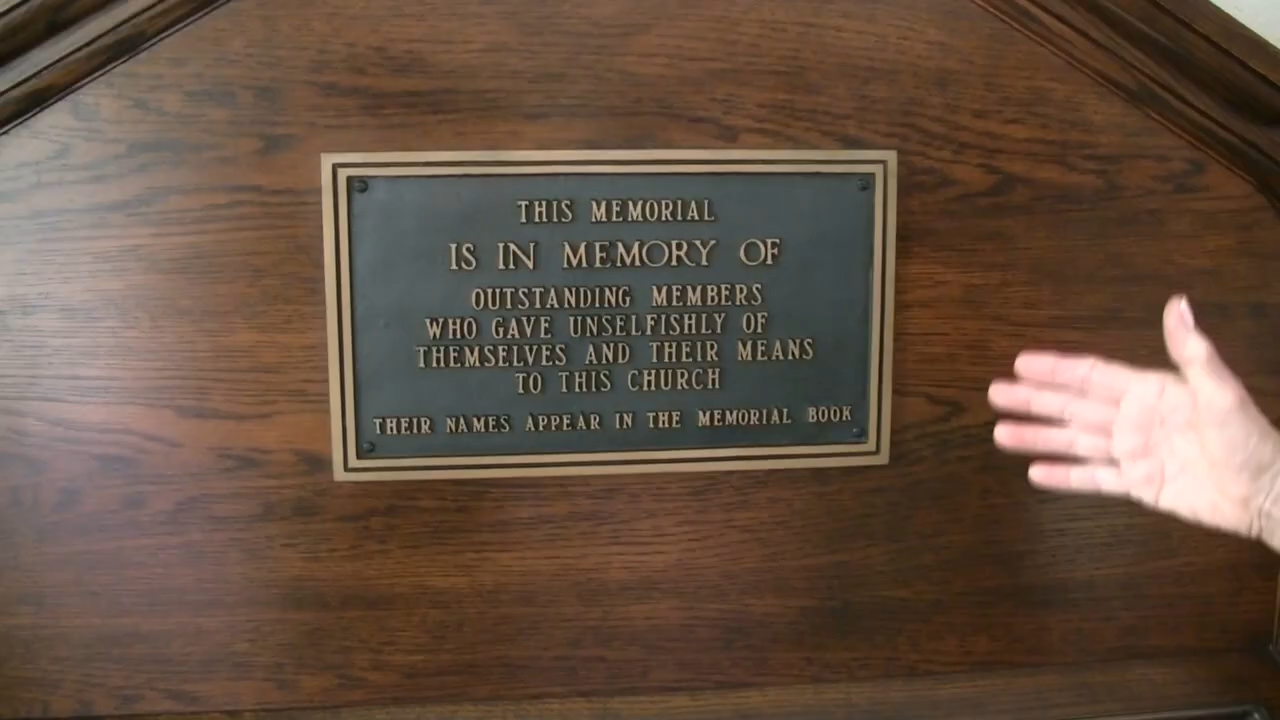 THIS MEMORIAL
IS IN MEMORY OF
OUTSTANDING MEMBERS
WHO GAVE UNSELFISHLY OF
THEMSELVES AND THEIR MEANS
TO THIS CHURCH
THEIR NAMES APPEAR IN THE MEMORIAL BOOK